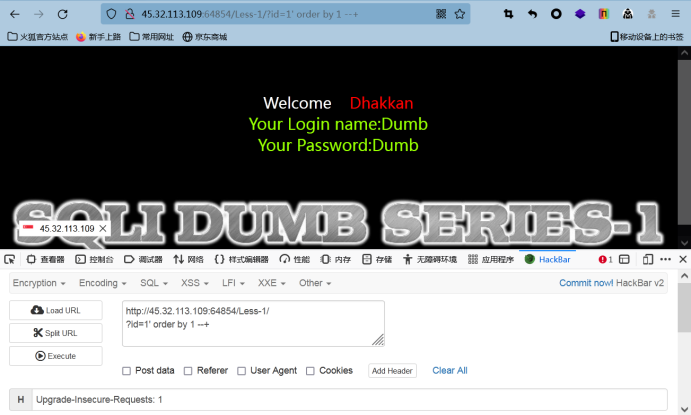 45.32.113.109:64854/Less-1/?id=1' order by 1 --+
火狐官方站点 新手上路 常用网址 京东商城 移动设备上的书签
Welcome Dhakkan
Your Login name:Dumb
Your Password:Dumb
SQLI DUMB SERIES-1
45.32.113.109
查看器 控制台 调试器 网络 样式编辑器 性能 内存 存储 无障碍环境 应用程序 HackBar 1
Encryption Encoding SQL XSS LFI XXE Other Commit now! HackBar v2
Load URL
Split URL
Execute
http://45.32.113.109:64854/Less-1/
?id=1' order by 1 --+
Post data Referer User Agent Cookies Add Header Clear All
H Upgrade-Insecure-Requests: 1